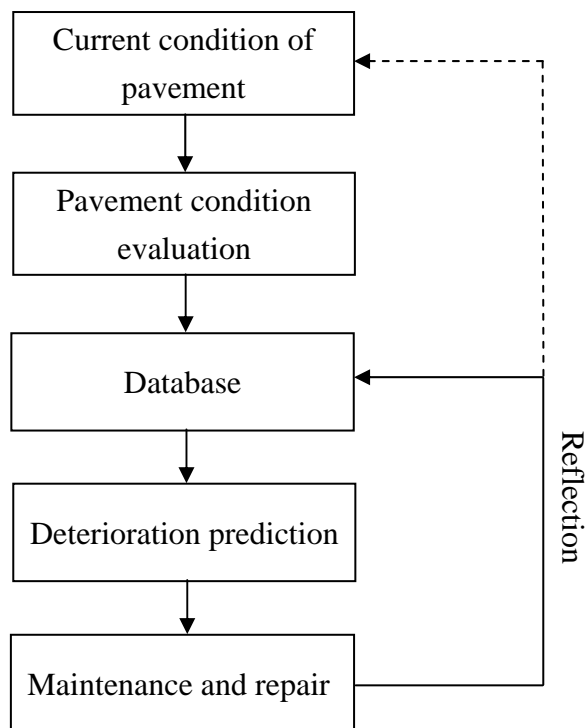 Current condition of
pavement
Pavement condition
evaluation
Database
Deterioration prediction
Maintenance and repair
Reflection